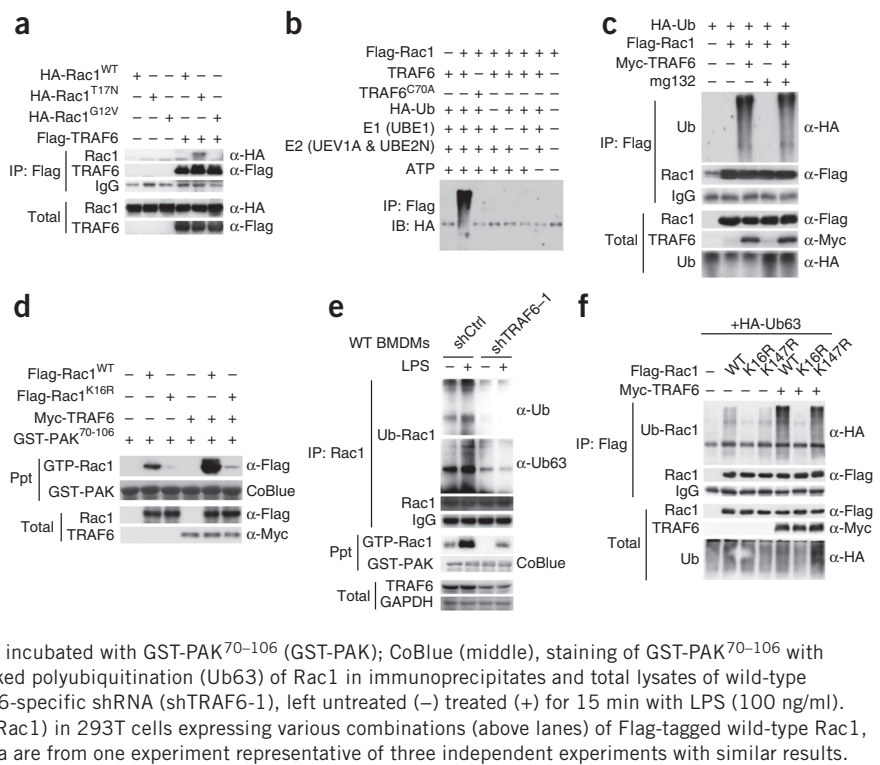 a
HA-Rac1WT + – – + – –
HA-Rac1T17N – + – – + –
HA-Rac1G12V – – + – – +
Flag-TRAF6 – – – + + +
IP: Flag
Rac1 α-HA
TRAF6 α-Flag
IgG
Total
Rac1 α-HA
TRAF6 α-Flag
b
Flag-Rac1 – + + + + + + +
TRAF6 + + – + + + + –
TRAF6C70A – – + – – – – –
HA-Ub + + + – + + + –
E1 (UBE1) + + + + – + + –
E2 (UEV1A & UBE2N) + + + + + – + –
ATP + + + + + + – –
IP: Flag
IB: HA
c
HA-Ub + + + + +
Flag-Rac1 – + + + +
Myc-TRAF6 – – + – +
mg132 – – – + +
IP: Flag
Ub α-HA
Rac1 α-Flag
IgG
Total
Rac1 α-Flag
TRAF6 α-Myc
Ub α-HA
d
Flag-Rac1WT – + – – + –
Flag-Rac1K16R – – + – – +
Myc-TRAF6 – – – + + +
GST-PAK70-106 + + + + + +
Ppt
GTP-Rac1 α-Flag
GST-PAK CoBlue
Total
Rac1 α-Flag
TRAF6 α-Myc
e
WT BMDMs shCtrl shTRAF6–1
LPS – + – +
IP: Rac1
Ub-Rac1
α-Ub
α-Ub63
Rac1
IgG
Ppt
GTP-Rac1
GST-PAK CoBlue
Total
TRAF6
GAPDH
f
+HA-Ub63
Flag-Rac1 – WT K16R K147R WT K16R K147R
Myc-TRAF6 – – – – + + +
IP: Flag
Ub-Rac1 α-HA
Rac1 α-Flag
IgG
Total
Rac1 α-Flag
TRAF6 α-Myc
Ub α-HA
incubated with GST-PAK70–106 (GST-PAK); CoBlue (middle), staining of GST-PAK70–106 with
ked polyubiquitination (Ub63) of Rac1 in immunoprecipitates and total lysates of wild-type
6-specific shRNA (shTRAF6-1), left untreated (–) treated (+) for 15 min with LPS (100 ng/ml).
Rac1) in 293T cells expressing various combinations (above lanes) of Flag-tagged wild-type Rac1,
a are from one experiment representative of three independent experiments with similar results.